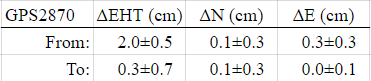 GPS2870 ΔEHT (cm) ΔN (cm) ΔE (cm)
From: 2.0±0.5 0.1±0.3 0.3±0.3
To: 0.3±0.7 0.1±0.3 0.0±0.1